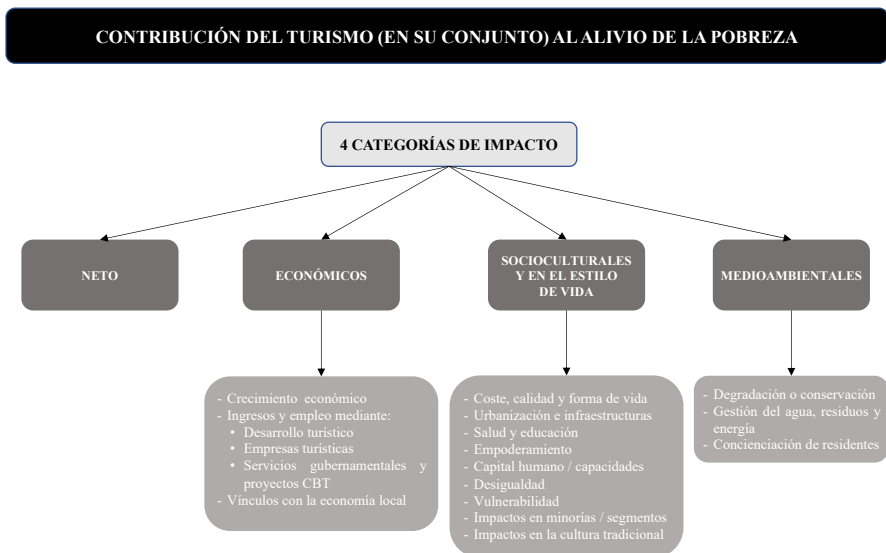 CONTRIBUCIÓN DEL TURISMO (EN SU CONJUNTO) AL ALIVIO DE LA POBREZA
4 CATEGORÍAS DE IMPACTO
NETO
ECONÓMICOS
SOCIOCULTURALES
Y EN EL ESTILO
DE VIDA
MEDIOAMBIENTALES
- Crecimiento económico
- Ingresos y empleo mediante:
• Desarrollo turístico
• Empresas turísticas
• Servicios gubernamentales y
proyectos CBT
- Vínculos con la economía local
- Coste, calidad y forma de vida
- Urbanización e infraestructuras
- Salud y educación
- Empoderamiento
- Capital humano / capacidades
- Desigualdad
- Vulnerabilidad
- Impactos en minorías / segmentos
- Impactos en la cultura tradicional
- Degradación o conservación
- Gestión del agua, residuos y
energía
- Concienciación de residentes